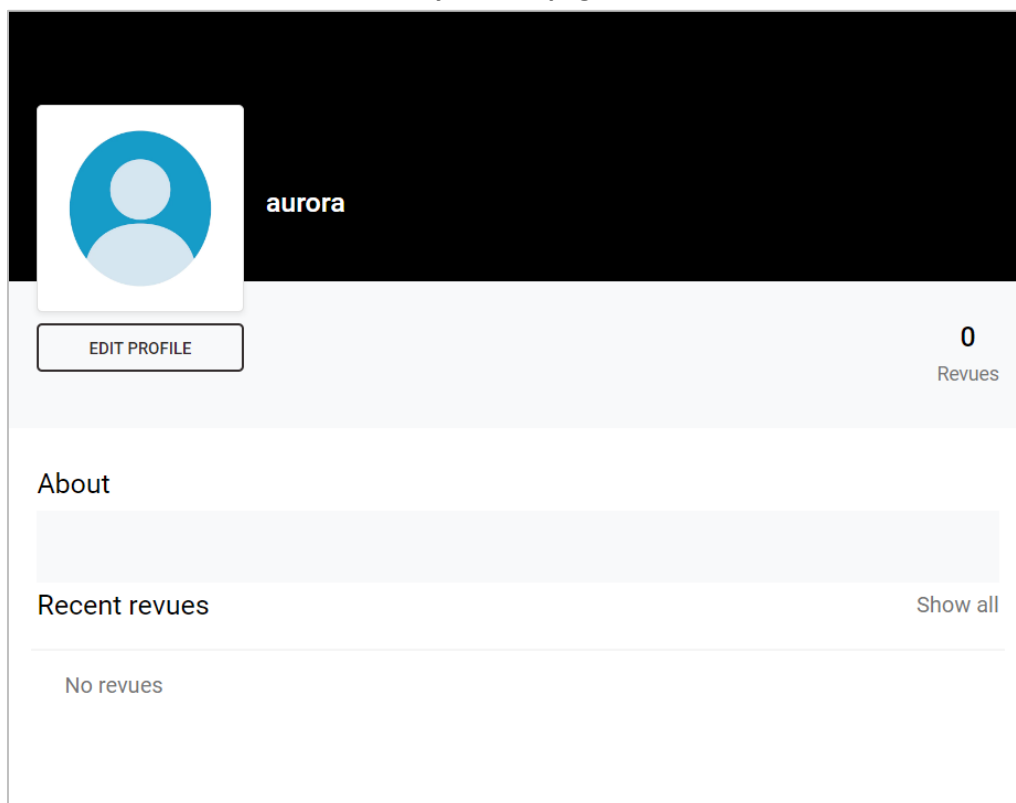 aurora
EDIT PROFILE
0
Revues
About
Recent revues
Show all
No revues